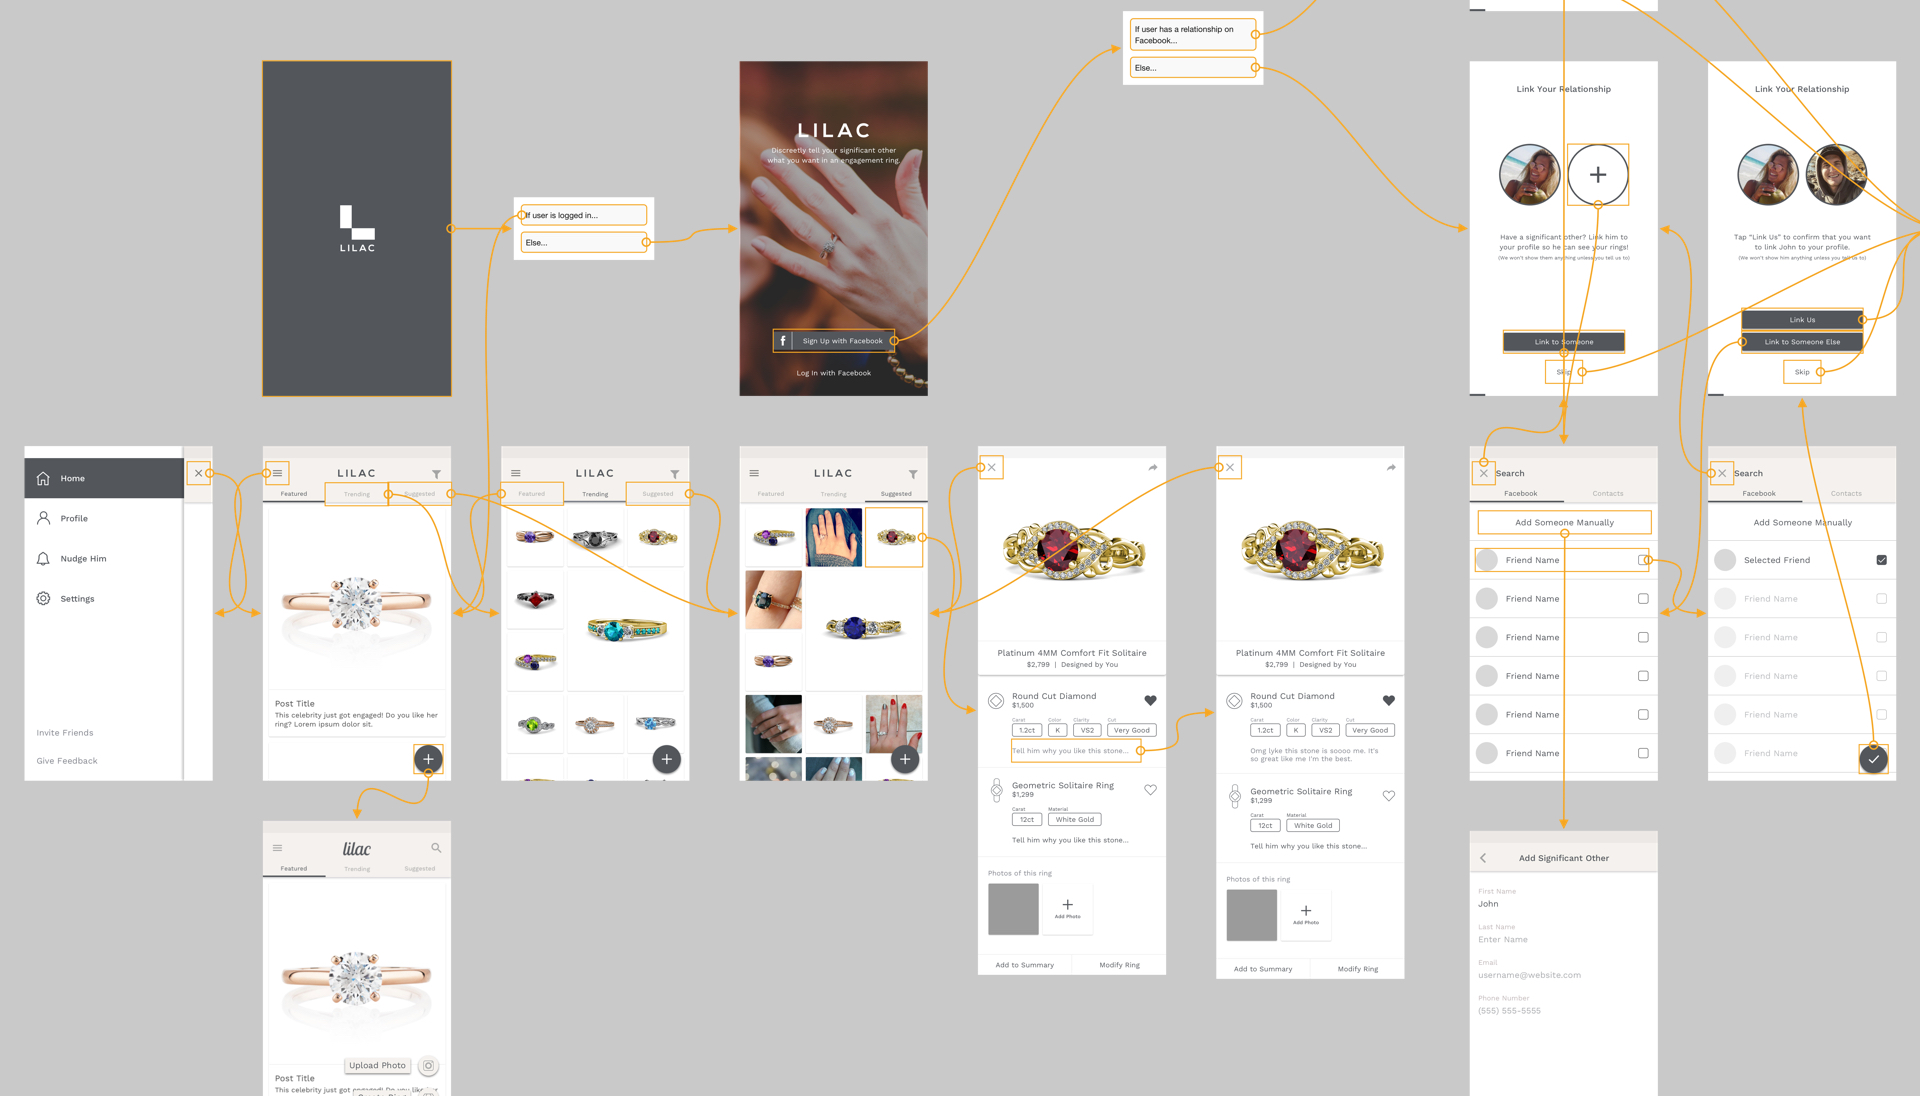 If user has a relationship on
Facebook...
Else...
LILAC
If user is logged in...
Else...
LILAC
Discreetly tell your significant other
what you want in an engagement ring.
Sign Up with Facebook
Log In with Facebook
Link Your Relationship
Have a significant other? Link him to
your profile so he can see your rings!
(We won't show them anything unless you tell us to)
Link to Someone
Skip
Link Your Relationship
Tap "Link Us" to confirm that you want
to link John to your profile.
(We won't show him anything unless you tell us to)
Link Us
Link to Someone Else
Skip
Home
Profile
Nudge Him
Settings
Invite Friends
Give Feedback
LILAC
Featured
Trending
Suggested
Post Title
This celebrity just got engaged! Do you like her
ring? Lorem ipsum dolor sit.
LILAC
Featured
Trending
Suggested
LILAC
Featured
Trending
Suggested
Platinum 4MM Comfort Fit Solitaire
$2,799 | Designed by You
Round Cut Diamond
$1,500
Carat
Color
Clarity
Cut
1.2ct
K
VS2
Very Good
Tell him why you like this stone...
Geometric Solitaire Ring
$1,299
Carat
Material
12ct
White Gold
Tell him why you like this stone...
Photos of this ring
Add Photo
Add to Summary
Modify Ring
Platinum 4MM Comfort Fit Solitaire
$2,799 | Designed by You
Round Cut Diamond
$1,500
Carat
Color
Clarity
Cut
1.2ct
K
VS2
Very Good
Omg lyke this stone is soooo me. It's
so great like me I'm the best.
Geometric Solitaire Ring
$1,299
Carat
Material
12ct
White Gold
Tell him why you like this stone...
Photos of this ring
Add Photo
Add to Summary
Modify Ring
Search
Facebook
Contacts
Add Someone Manually
Friend Name
Friend Name
Friend Name
Friend Name
Friend Name
Friend Name
Search
Facebook
Contacts
Add Someone Manually
Selected Friend
Friend Name
Friend Name
Friend Name
Friend Name
Friend Name
lilac
Featured
Trending
Suggested
Upload Photo
Post Title
This celebrity just got engaged! Do you like her
Add Significant Other
First Name
John
Last Name
Enter Name
Email
username@website.com
Phone Number
(555) 555-5555